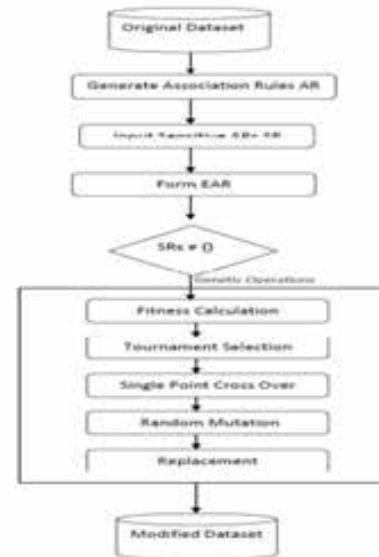 Original Dataset
Generate Association Rules AR
Input Sensitive ARs SR
Form EAR
SRs ≠ {}
Genetic Operations
Fitness Calculation
Tournament Selection
Single Point Cross Over
Random Mutation
Replacement
Modified Dataset